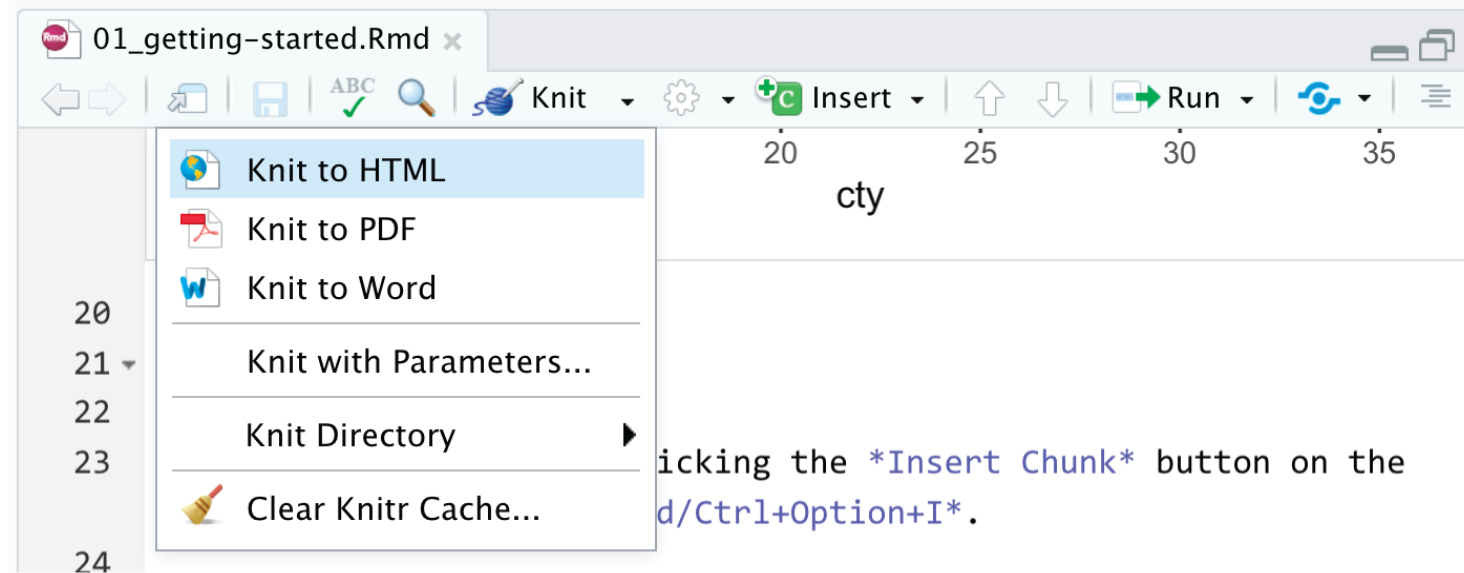 Rmd 01_getting-started.Rmd ×
ABC Knit C Insert Run
20 25 30 35
cty
Knit to HTML
Knit to PDF
W Knit to Word
Knit with Parameters...
Knit Directory
Clear Knitr Cache...
20
21
22
23 icking the *Insert Chunk* button on the
d/Ctrl+Option+I*.
24